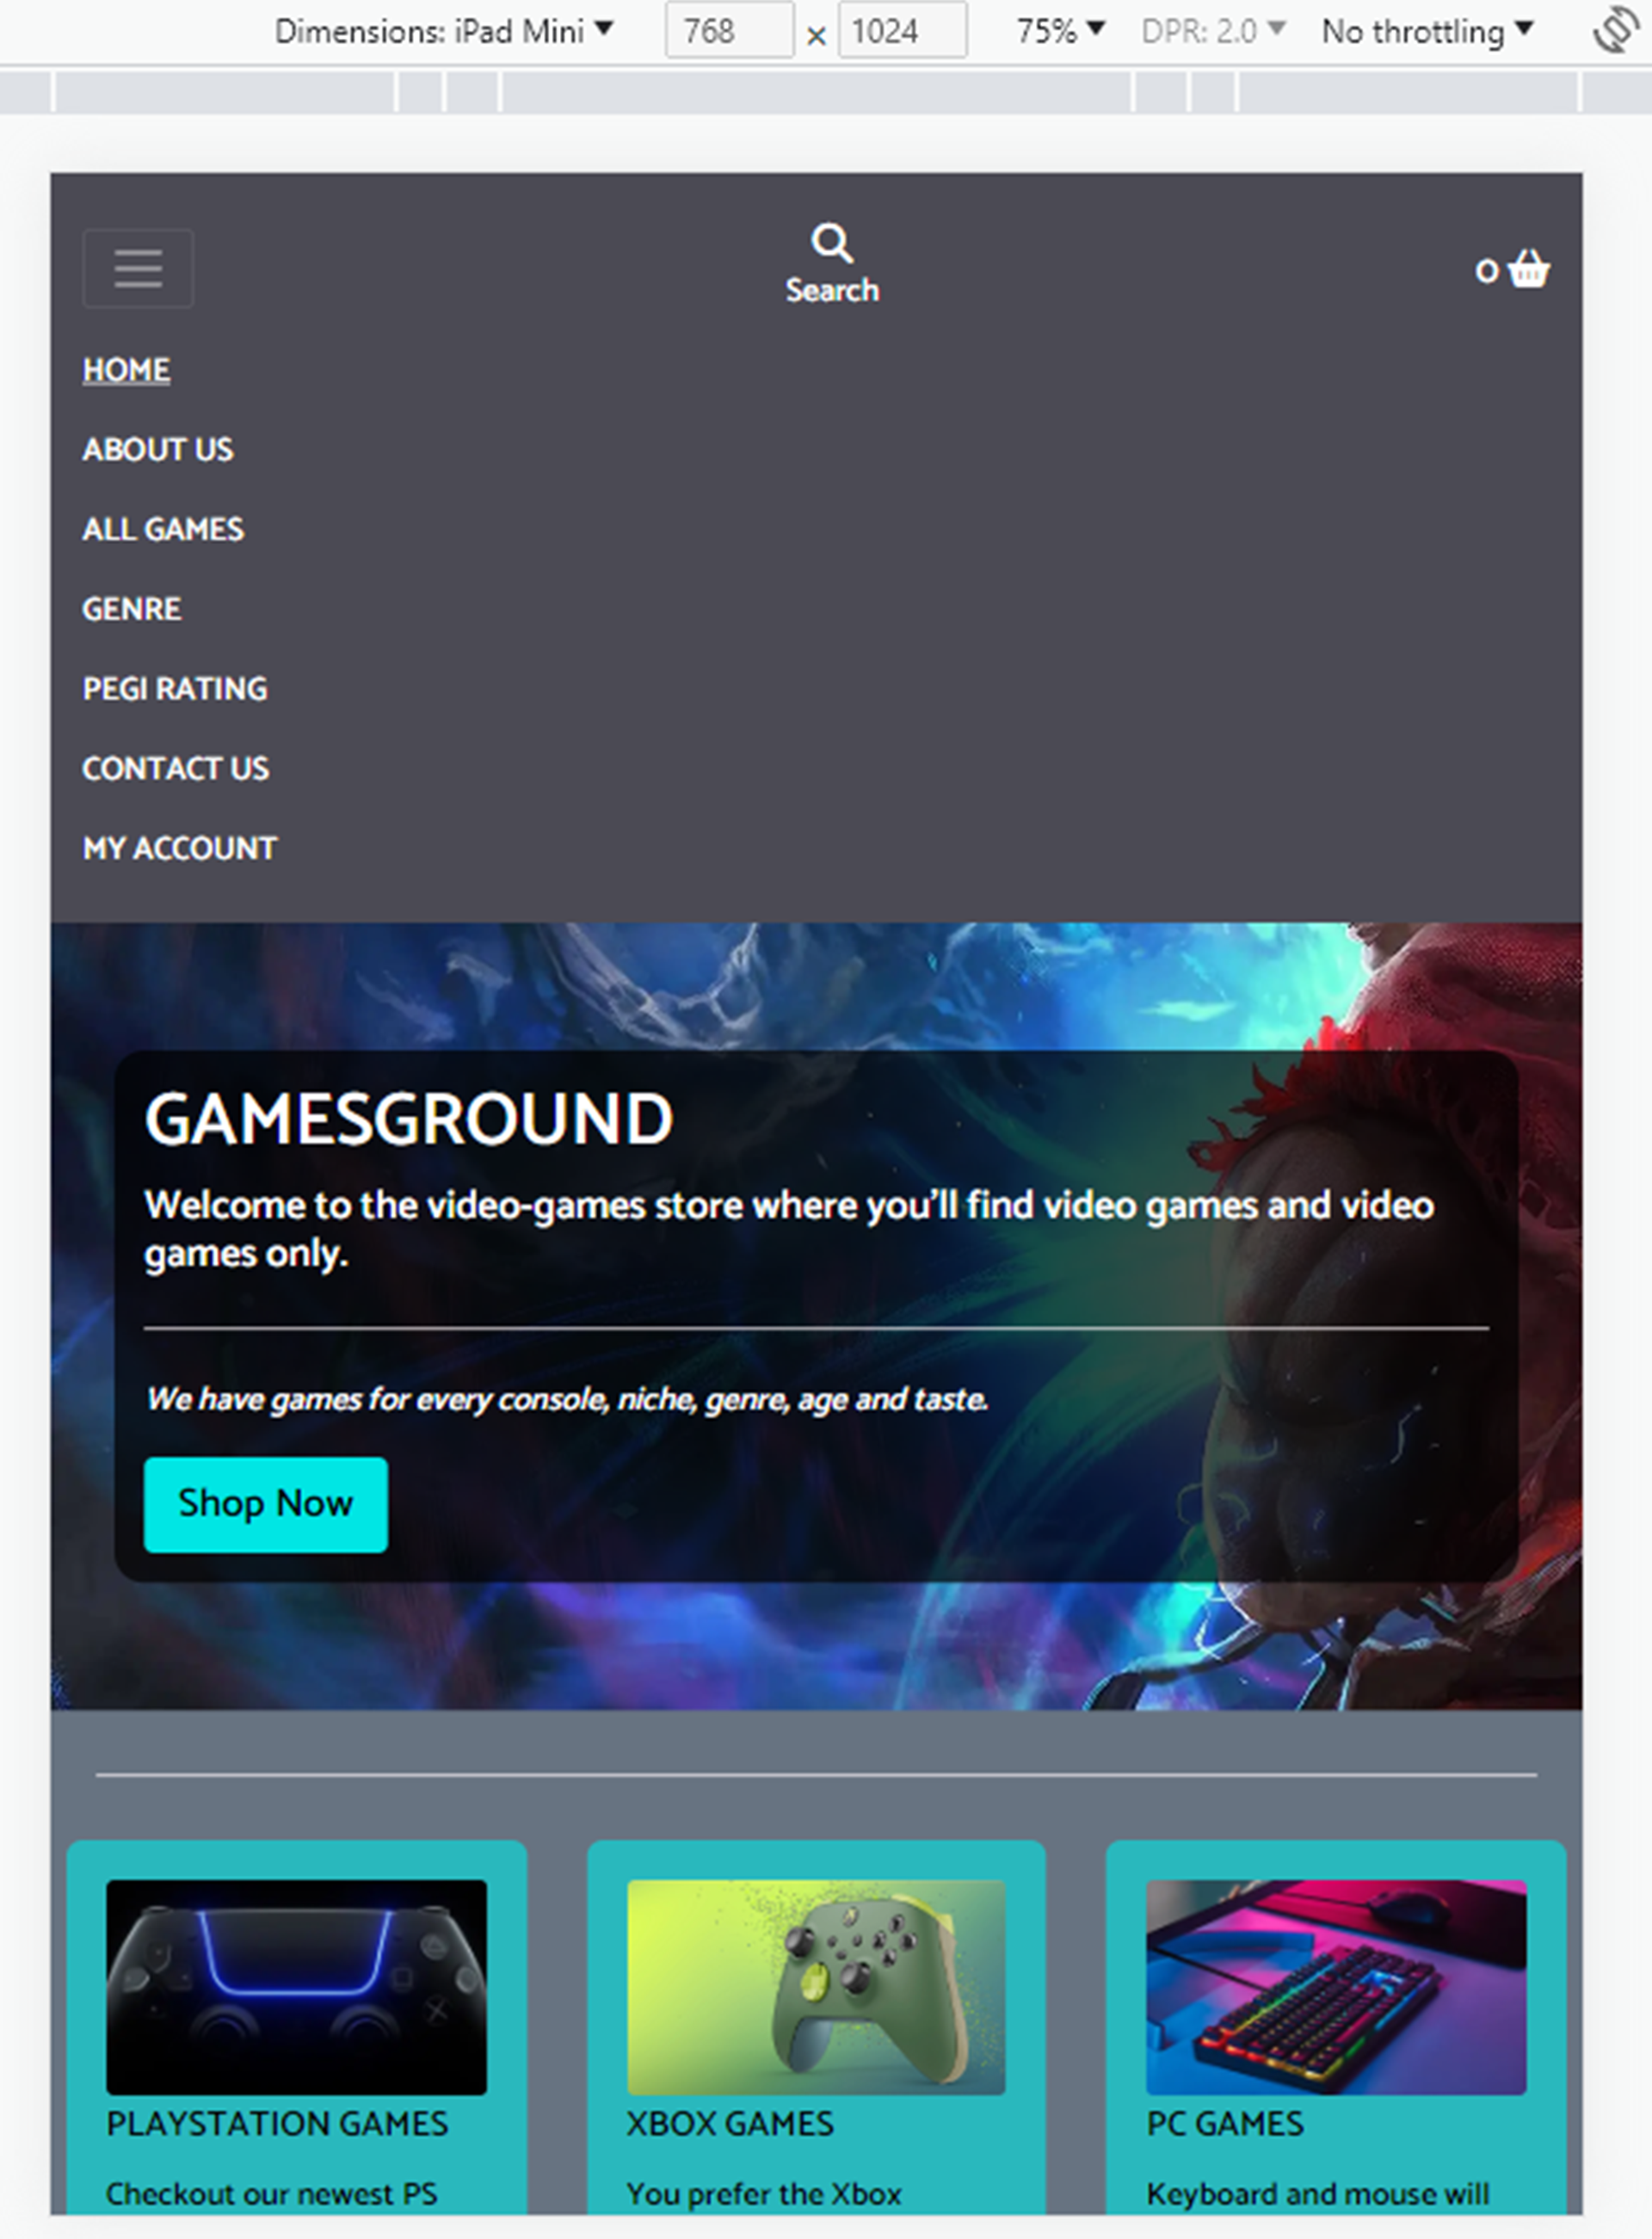 Dimensions: iPad Mini ▼ 768 × 1024 75% ▼ DPR: 2.0 ▼ No throttling ▼
Search
0
HOME
ABOUT US
ALL GAMES
GENRE
PEGI RATING
CONTACT US
MY ACCOUNT
GAMESGROUND
Welcome to the video-games store where you'll find video games and video
games only.
We have games for every console, niche, genre, age and taste.
Shop Now
PLAYSTATION GAMES
Checkout our newest PS
XBOX GAMES
You prefer the Xbox
PC GAMES
Keyboard and mouse will